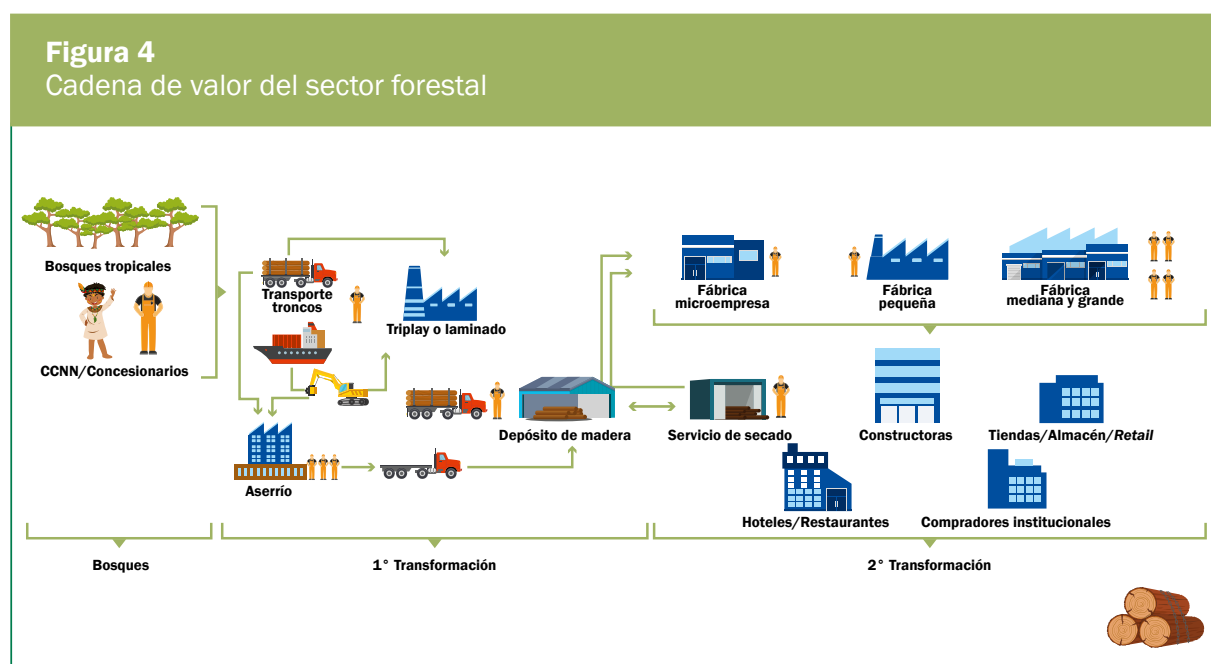 Figura 4
Cadena de valor del sector forestal
Bosques tropicales
CCNN/Concesionarios
Transporte
troncos
Triplay o laminado
Aserrío
Depósito de madera
Servicio de secado
Fábrica
microempresa
Fábrica
pequeña
Fábrica
mediana y grande
Constructoras
Tiendas/Almacén/Retail
Hoteles/Restaurantes
Compradores institucionales
Bosques
1° Transformación
2° Transformación